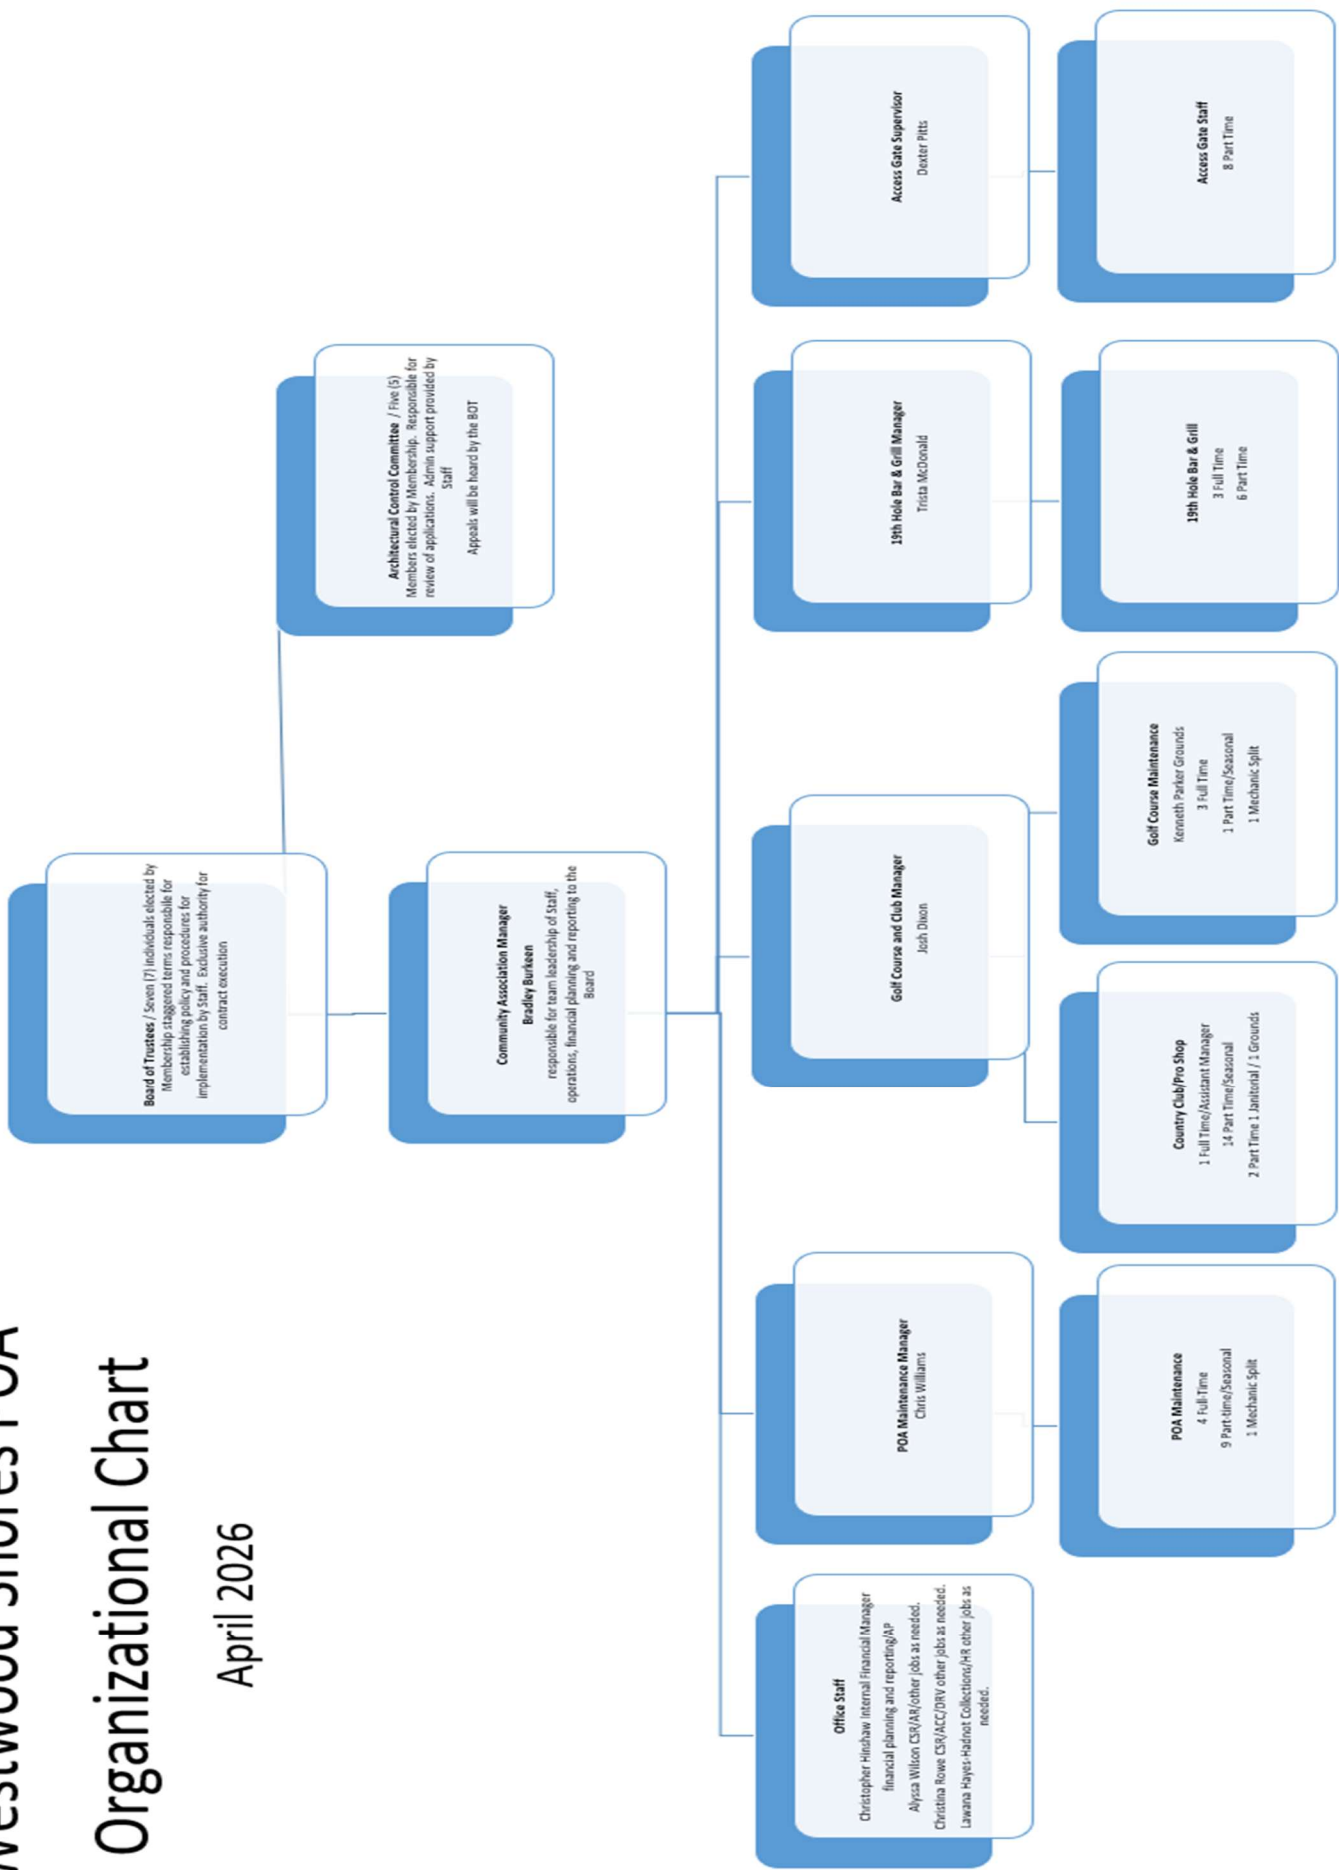 Westwood Shores POA
Organizational Chart
April 2026
Board of Trustees / Seven (7) individuals elected by
Membership staggered terms responsbile for
establishing policy and procedures for
implementation by Staff. Exclusive authority for
contract execution
Architectural Control Committee / Five (5)
Members elected by Membership. Responsible for
review of applications. Admin support provided by
Staff
Appeals will be heard by the BOT
Community Association Manager
Bradley Burkeen
responsible for team leadership of Staff,
operations, financial planning and reporting to the
Board
Office Staff
Christopher Hinshaw Internal Financial Manager
financial planning and reporting/AP
Alyssa Wilson CSR/AR/other jobs as needed.
Christina Rowe CSR/ACC/DRV other jobs as needed.
Lawana Hayes-Hadnot Collections/HR other jobs as
needed.
POA Maintenance Manager
Chris Williams
Golf Course and Club Manager
Josh Dixon
19th Hole Bar & Grill Manager
Trista McDonald
Access Gate Supervisor
Dexter Pitts
POA Maintenance
4 Full-Time
9 Part-time/Seasonal
1 Mechanic Split
Country Club/Pro Shop
1 Full Time/Assistant Manager
14 Part Time/Seasonal
2 Part Time 1 Janitorial / 1 Grounds
Golf Course Maintenance
Kenneth Parker Grounds
3 Full Time
1 Part Time/Seasonal
1 Mechanic Split
19th Hole Bar & Grill
3 Full Time
6 Part Time
Access Gate Staff
8 Part Time